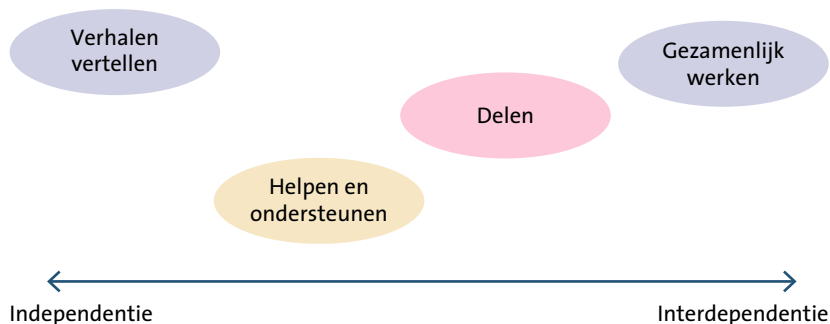 Verhalen
vertellen
Gezamenlijk
werken
Delen
Helpen en
ondersteunen
Independentie
Interdependentie